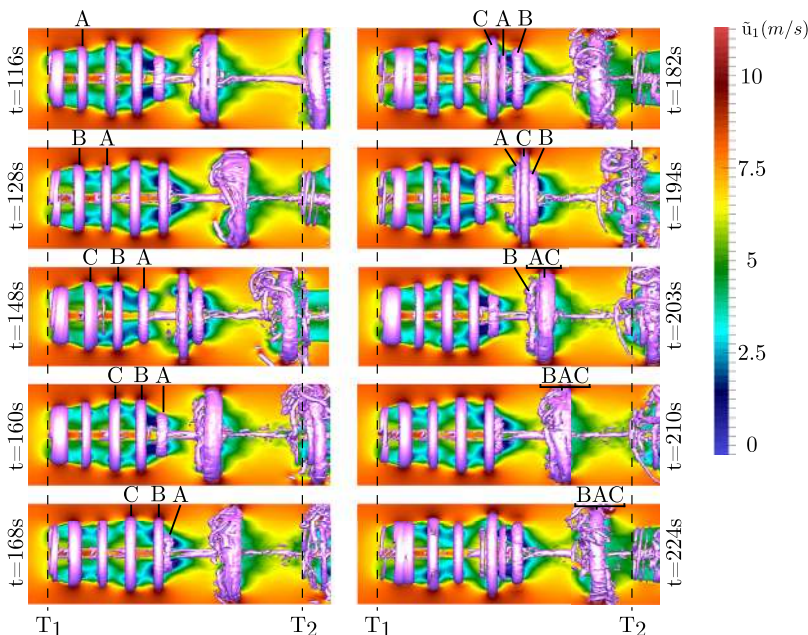 A
t=116s
B A
t=128s
C B A
t=148s
C B A
t=160s
C B A
t=168s
T1 T2
C A B
t=182s
A C B
t=194s
B AC
t=203s
BAC
t=210s
BAC
t=224s
T1 T2
ũ1(m/s)
10
7.5
5
2.5
0